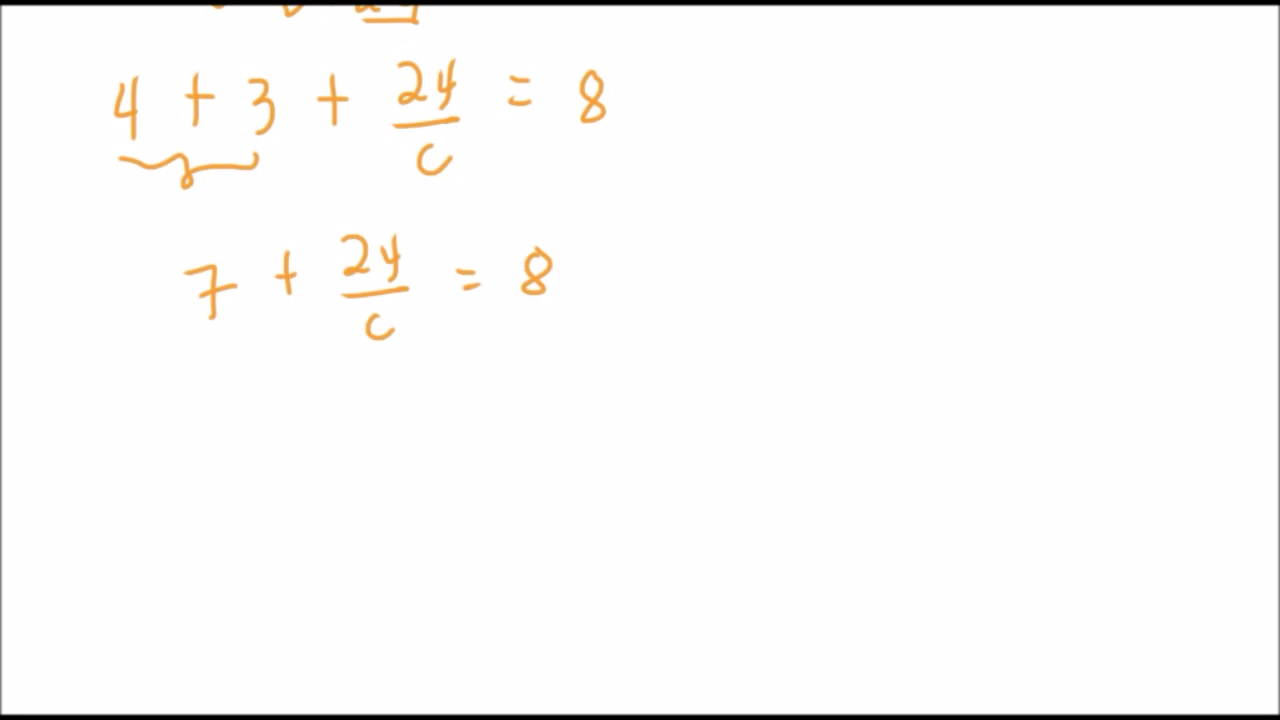 4 + 3 + 24/c = 8
7 + 24/c = 8